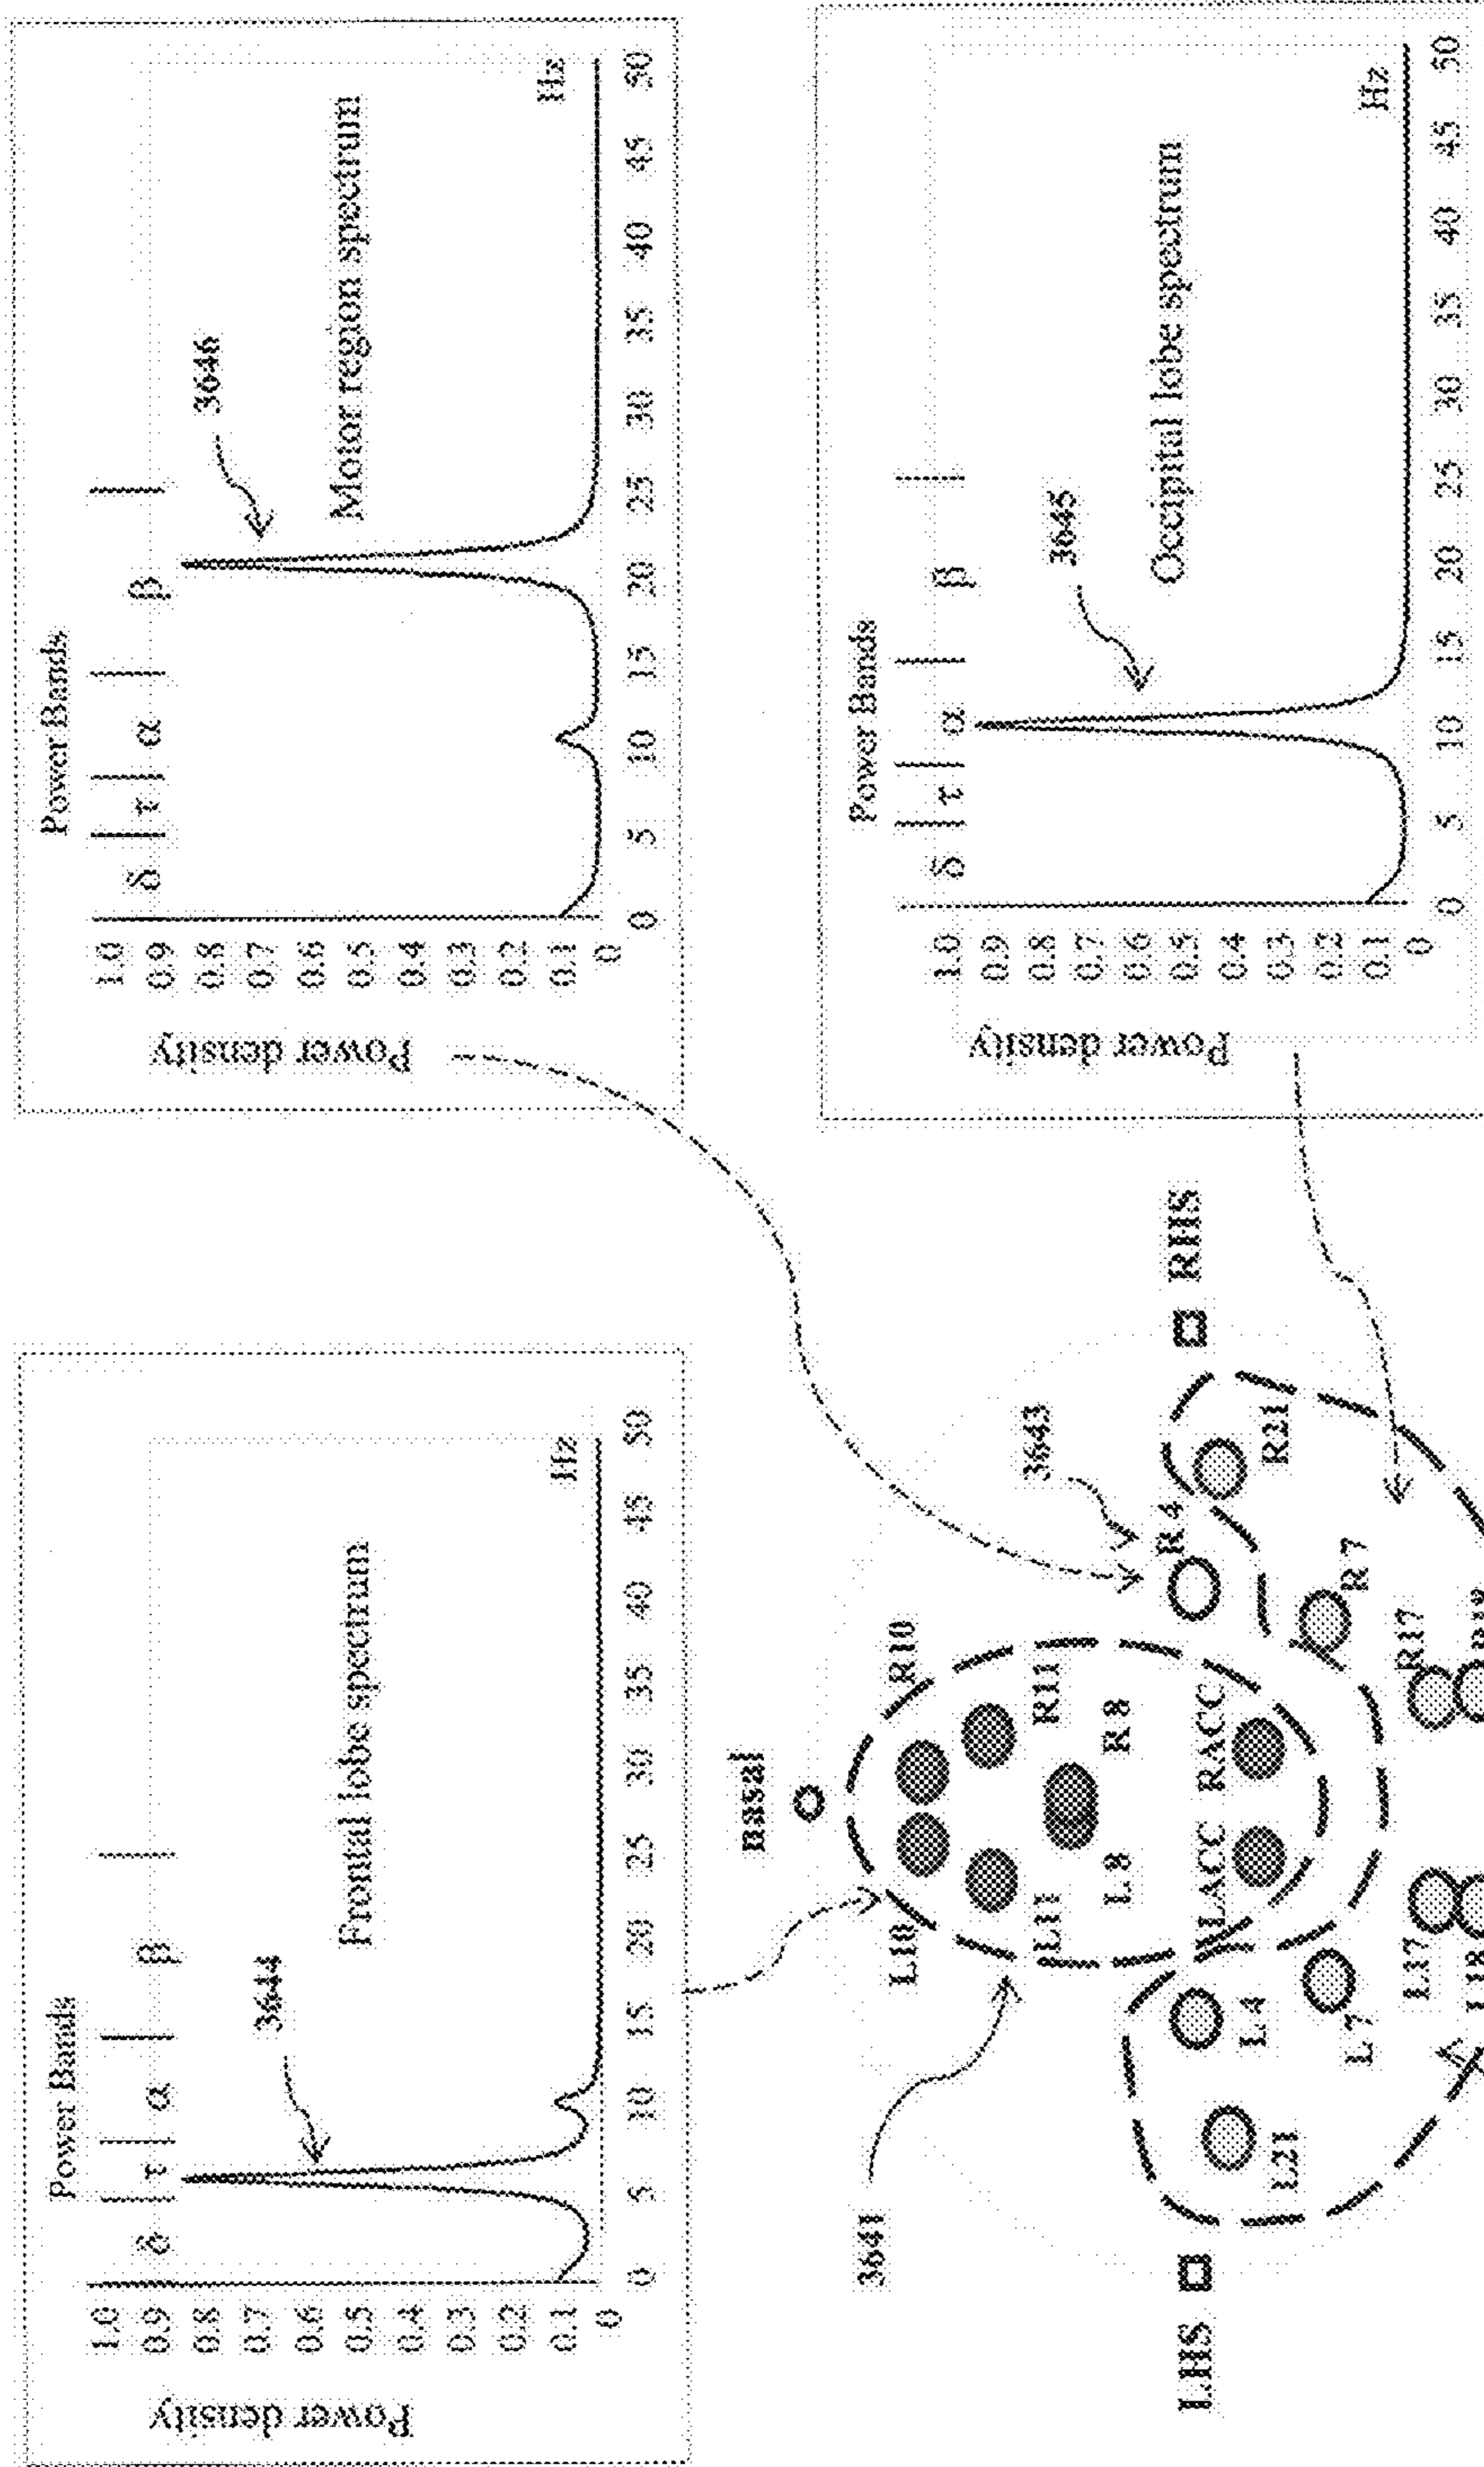 Power Bands
δ τ α β
1.0
0.9
0.8
0.7
0.6
0.5
0.4
0.3
0.2
0.1
0
Power density
3644
Frontal lobe spectrum
Hz
0 5 10 15 20 25 30 35 40 45 50
Power Bands
δ τ α β
1.0
0.9
0.8
0.7
0.6
0.5
0.4
0.3
0.2
0.1
0
Power density
3646
Motor region spectrum
Hz
0 5 10 15 20 25 30 35 40 45 50
nasal
3641
L10
R10
L11
R11
L 8
R 8
LACC
RACC
3643
R 4
L4
R21
L21
LHS
RHS
L 7
R 7
L17
R17
L18
R18
Power Bands
δ τ α β
1.0
0.9
0.8
0.7
0.6
0.5
0.4
0.3
0.2
0.1
0
Power density
3645
Occipital lobe spectrum
Hz
0 5 10 15 20 25 30 35 40 45 50